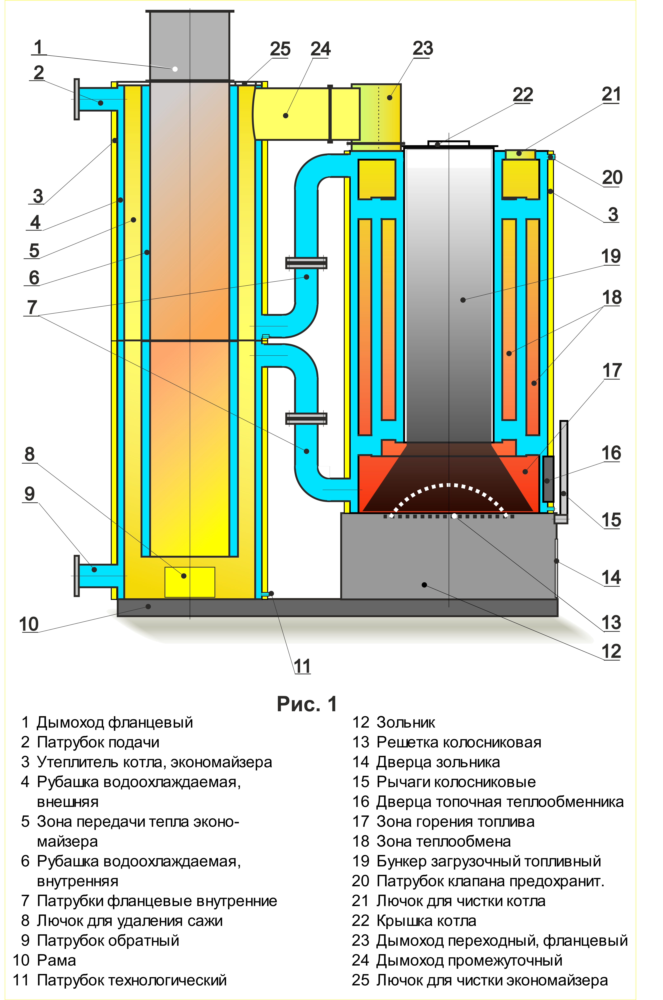 1
2
3
4
5
6
7
8
9
10
11
25
24
23
22
21
20
3
19
18
17
16
15
14
13
12
Рис. 1
1 Дымоход фланцевый
2 Патрубок подачи
3 Утеплитель котла, экономайзера
4 Рубашка водоохлаждаемая,
внешняя
5 Зона передачи тепла эконо-
майзера
6 Рубашка водоохлаждаемая,
внутренняя
7 Патрубки фланцевые внутренние
8 Лючок для удаления сажи
9 Патрубок обратный
10 Рама
11 Патрубок технологический
12 Зольник
13 Решетка колосниковая
14 Дверца зольника
15 Рычаги колосниковые
16 Дверца топочная теплообменника
17 Зона горения топлива
18 Зона теплообмена
19 Бункер загрузочный топливный
20 Патрубок клапана предохранит.
21 Лючок для чистки котла
22 Крышка котла
23 Дымоход переходный, фланцевый
24 Дымоход промежуточный
25 Лючок для чистки экономайзера